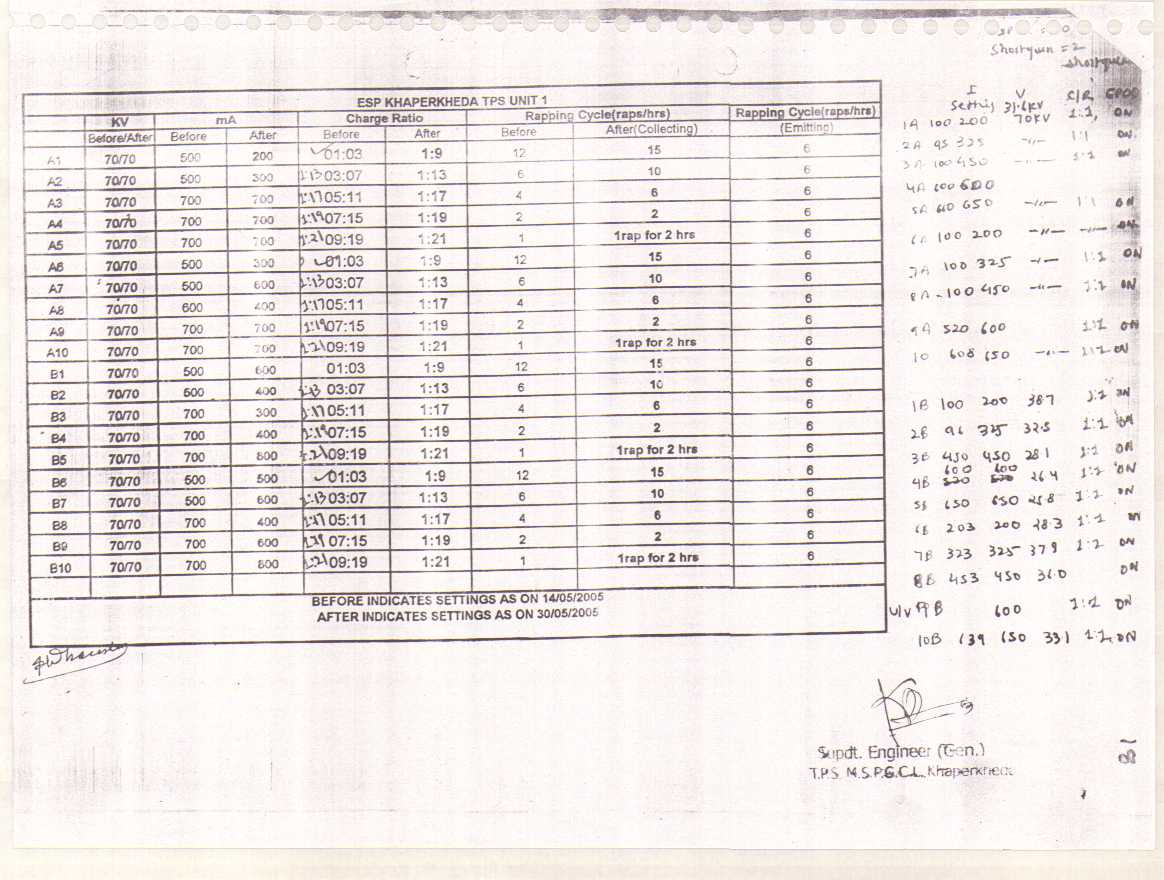 Shortgun = 2
I V C/R CPOD
Setting 31.6KV
ESP KHAPERKHEDA TPS UNIT 1
KV mA Charge Ratio Rapping Cycle(raps/hrs) Rapping Cycle(raps/hrs)
Before/After Before After Before After Before After(Collecting) (Emitting)
A1 70/70 500 200 01:03 1:9 12 15 6
A2 70/70 500 300 1:13 03:07 1:13 6 10 6
A3 70/70 700 700 1:17 05:11 1:17 4 6 6
A4 70/70 700 700 1:19 07:15 1:19 2 2 6
A5 70/70 700 700 1:21 09:19 1:21 1 1rap for 2 hrs 6
A6 70/70 500 300 01:03 1:9 12 15 6
A7 70/70 500 600 1:13 03:07 1:13 6 10 6
A8 70/70 600 400 1:17 05:11 1:17 4 6 6
A9 70/70 700 700 1:19 07:15 1:19 2 2 6
A10 70/70 700 700 1:21 09:19 1:21 1 1rap for 2 hrs 6
B1 70/70 500 600 01:03 1:9 12 15 6
B2 70/70 500 400 1:13 03:07 1:13 6 10 6
B3 70/70 700 300 1:17 05:11 1:17 4 6 6
B4 70/70 700 400 1:19 07:15 1:19 2 2 6
B5 70/70 700 600 1:21 09:19 1:21 1 1rap for 2 hrs 6
B6 70/70 500 500 01:03 1:9 12 15 6
B7 70/70 500 600 1:13 03:07 1:13 6 10 6
B8 70/70 700 400 1:17 05:11 1:17 4 6 6
B9 70/70 700 600 1:19 07:15 1:19 2 2 6
B10 70/70 700 600 1:21 09:19 1:21 1 1rap for 2 hrs 6
BEFORE INDICATES SETTINGS AS ON 14/05/2005
AFTER INDICATES SETTINGS AS ON 30/05/2005
1A 100 200 70KV 1:1, ON
2A 95 325 -"- 1:1 ON
3A 100 450 -"- 1:1 ON
4A 100 600
5A 610 650 -"- 1:1 ON
6A 100 200 -"- -"- ON
7A 100 325 -"- 1:1 ON
8A 100 450 -"- 1:1 ON
9A 520 600 1:1 ON
10 608 650 -"- 1:1 ON
1B 100 200 387 1:1 ON
2B 96 325 32.5 1:1 ON
3B 450 450 28.1 1:1 ON
600 600
4B 520 26.4 1:1 ON
5B 650 650 25.8 1:1 ON
6B 203 200 28.3 1:1 ON
7B 323 325 379 1:1 ON
8B 453 450 31.0 ON
U/V 9B 600 1:1 ON
10B 639 650 331 1:1 ON
Supdt. Engineer (Gen.)
T.P.S. M.S.P.G.C.L. Khaperkheda